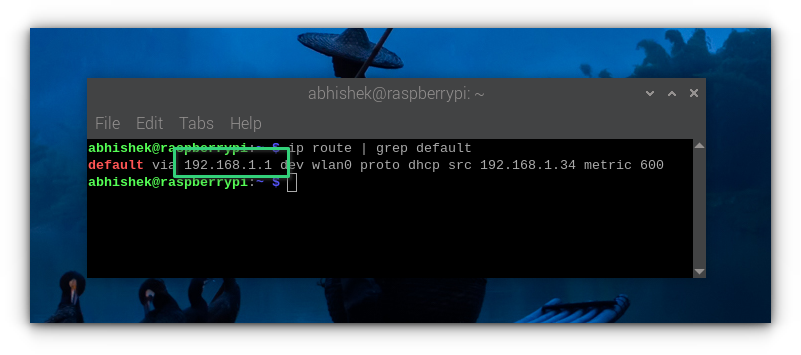 abhishek@raspberrypi: ~
File Edit Tabs Help
abhishek@raspberrypi:~ $ ip route | grep default
default via 192.168.1.1 dev wlan0 proto dhcp src 192.168.1.34 metric 600
abhishek@raspberrypi:~ $